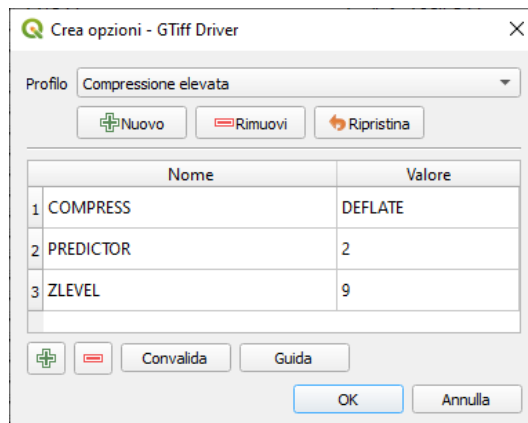 Crea opzioni - GTiff Driver
Profilo Compressione elevata
Nuovo Rimuovi Ripristina
Nome Valore
1 COMPRESS DEFLATE
2 PREDICTOR 2
3 ZLEVEL 9
Convalida Guida
OK Annulla